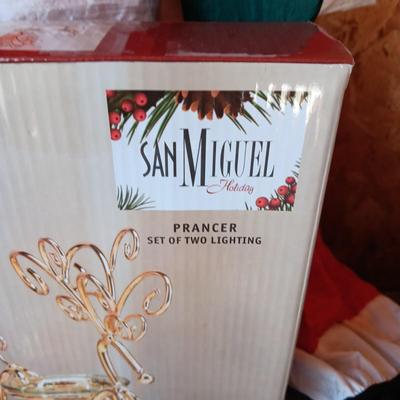 SAN MIGUEL
Holiday
PRANCER
SET OF TWO LIGHTING